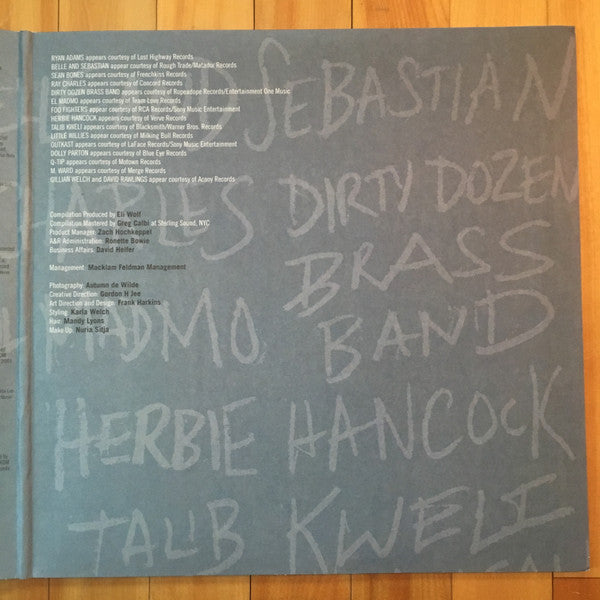 RYAN ADAMS appears courtesy of Lost Highway Records
BELLE AND SEBASTIAN appear courtesy of Rough Trade/Matador Records
SEAN BONES appears courtesy of Frenchkiss Records
RAY CHARLES appears courtesy of Concord Records
DIRTY DOZEN BRASS BAND appears courtesy of Ropeadope Records/Entertainment One Music
EL MADMO appears courtesy of Team Love Records
FOO FIGHTERS appear courtesy of RCA Records/Sony Music Entertainment
HERBIE HANCOCK appears courtesy of Verve Records
TALIB KWELI appears courtesy of Blacksmith/Warner Bros. Records
LITTLE WILLIES appear courtesy of Milking Bull Records
OUTKAST appears courtesy of LaFace Records/Sony Music Entertainment
DOLLY PARTON appears courtesy of Blue Eye Records
Q-TIP appears courtesy of Motown Records
M. WARD appears courtesy of Merge Records
GILLIAN WELCH and DAVID RAWLINGS appear courtesy of Acony Records
Compilation Produced by Eli Wolf
Compilation Mastered by Greg Calbi at Sterling Sound, NYC
Product Manager: Zach Hochkeppel
A&R Administration: Ronette Bowie
Business Affairs: David Helfer
Management: Macklam Feldman Management
Photography: Autumn de Wilde
Creative Direction: Gordon H Jee
Art Direction and Design: Frank Harkins
Styling: Karla Welch
Hair: Mandy Lyons
Make Up: Nuria Sitja
SEBASTIAN
HARLES DIRTY DOZEN
BRASS
MADMO BAND
HERBIE HANCOCK
TALIB KWELI